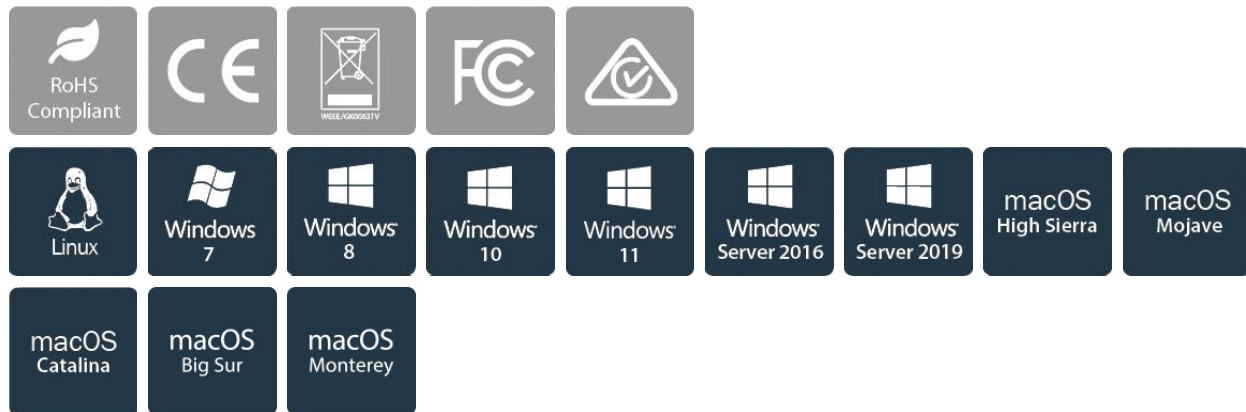 RoHS
Compliant
CE
WEEE/GK0063TV
FC
Linux
Windows
7
Windows
8
Windows
10
Windows
11
Windows
Server 2016
Windows
Server 2019
macOS
High Sierra
macOS
Mojave
macOS
Catalina
macOS
Big Sur
macOS
Monterey